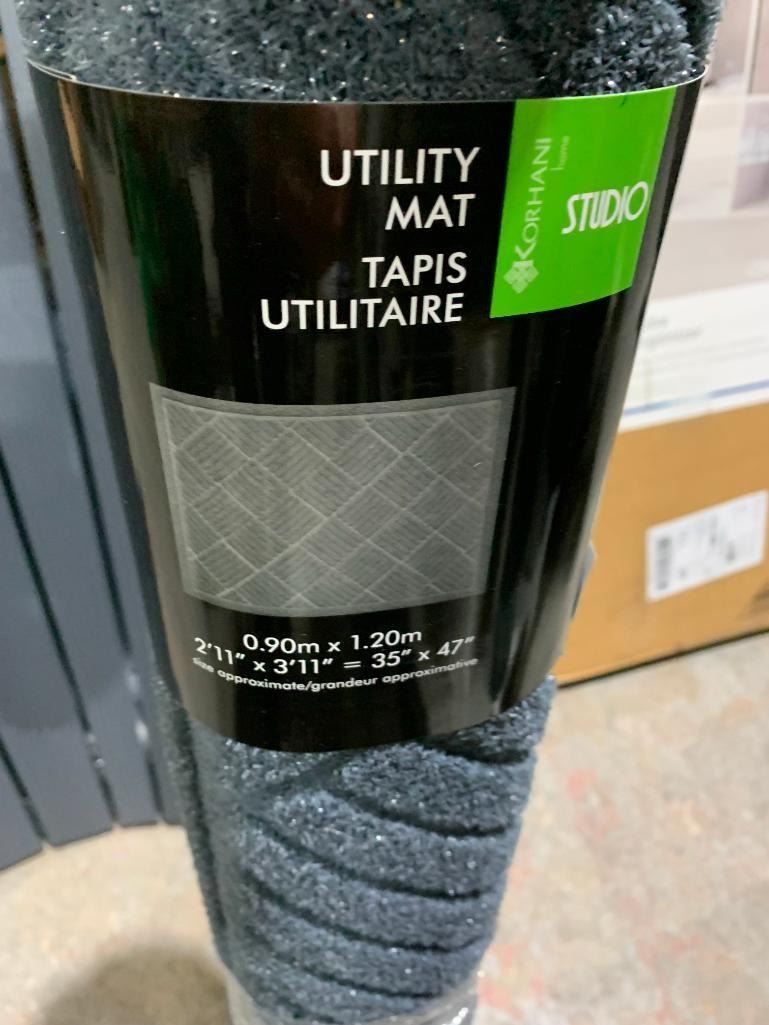 UTILITY
MAT
TAPIS
UTILITAIRE
KORHANI
home
STUDIO
0.90m x 1.20m
2'11" x 3'11" = 35" x 47"
size approximate/grandeur approximative